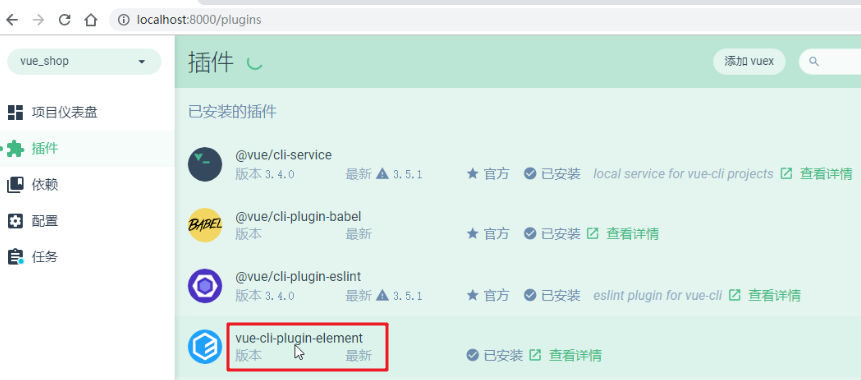 localhost:8000/plugins
vue_shop
插件
添加 vuex
项目仪表盘
插件
依赖
配置
任务
已安装的插件
@vue/cli-service
版本 3.4.0 最新 3.5.1 官方 已安装 local service for vue-cli projects 查看详情
BABEL
@vue/cli-plugin-babel
版本 最新 官方 已安装 查看详情
@vue/cli-plugin-eslint
版本 3.4.0 最新 3.5.1 官方 已安装 eslint plugin for vue-cli 查看详情
vue-cli-plugin-element
版本 最新 已安装 查看详情